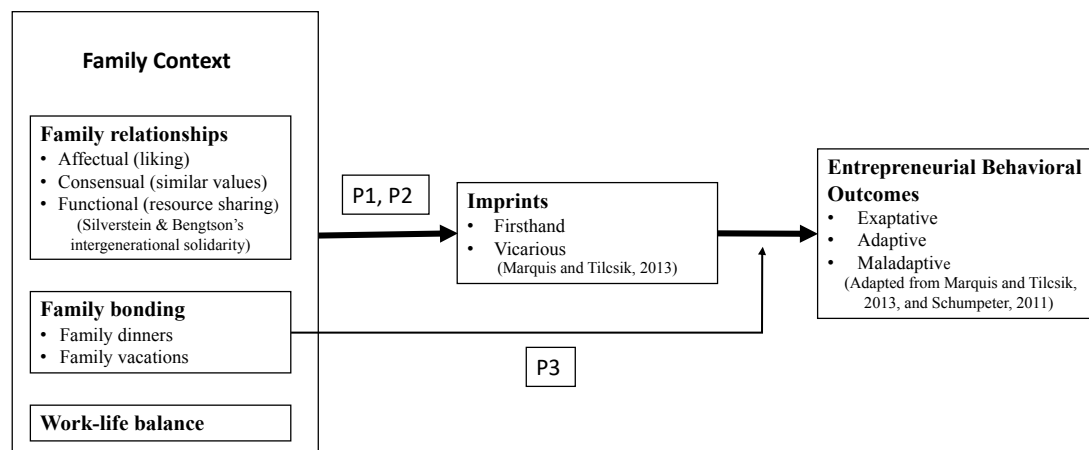 Family Context
Family relationships
• Affectual (liking)
• Consensual (similar values)
• Functional (resource sharing)
(Silverstein & Bengtson's
intergenerational solidarity)
Family bonding
• Family dinners
• Family vacations
Work-life balance
P1, P2
Imprints
• Firsthand
• Vicarious
(Marquis and Tilcsik, 2013)
P3
Entrepreneurial Behavioral
Outcomes
• Exaptative
• Adaptive
• Maladaptive
(Adapted from Marquis and Tilcsik,
2013, and Schumpeter, 2011)